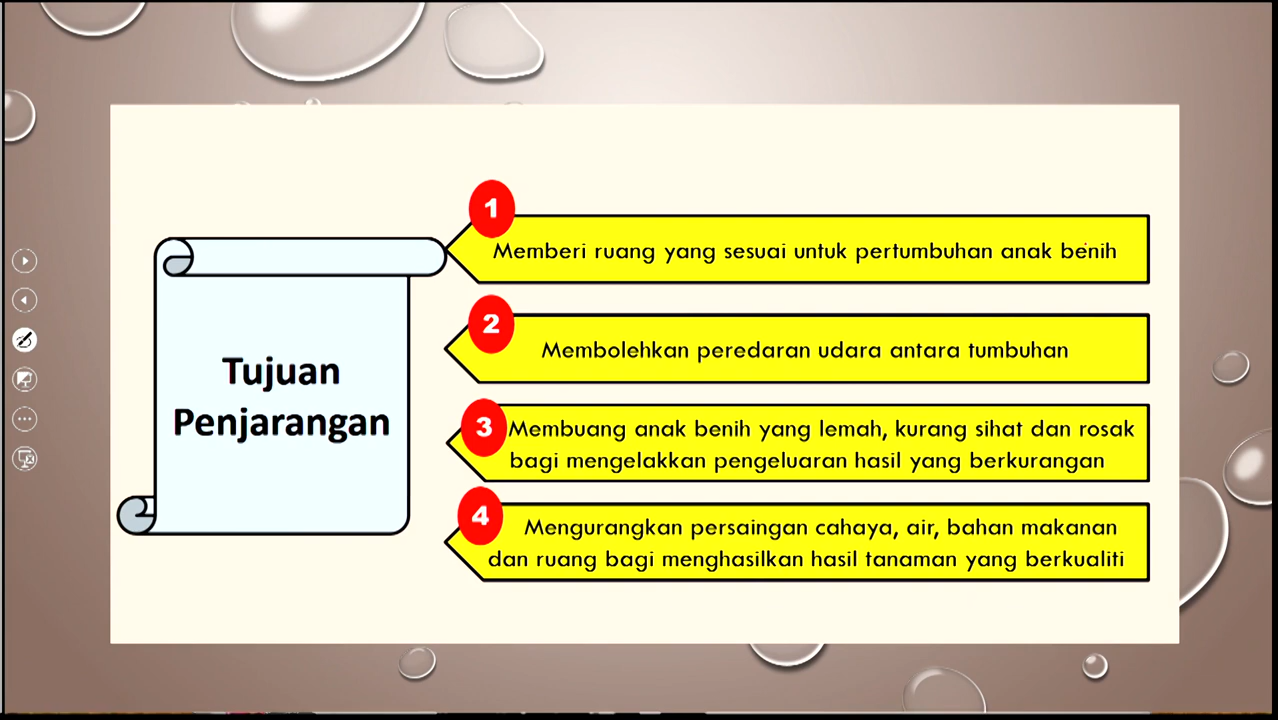 Tujuan
Penjarangan
1
Memberi ruang yang sesuai untuk pertumbuhan anak benih
2
Membolehkan peredaran udara antara tumbuhan
3
Membuang anak benih yang lemah, kurang sihat dan rosak
bagi mengelakkan pengeluaran hasil yang berkurangan
4
Mengurangkan persaingan cahaya, air, bahan makanan
dan ruang bagi menghasilkan hasil tanaman yang berkualiti